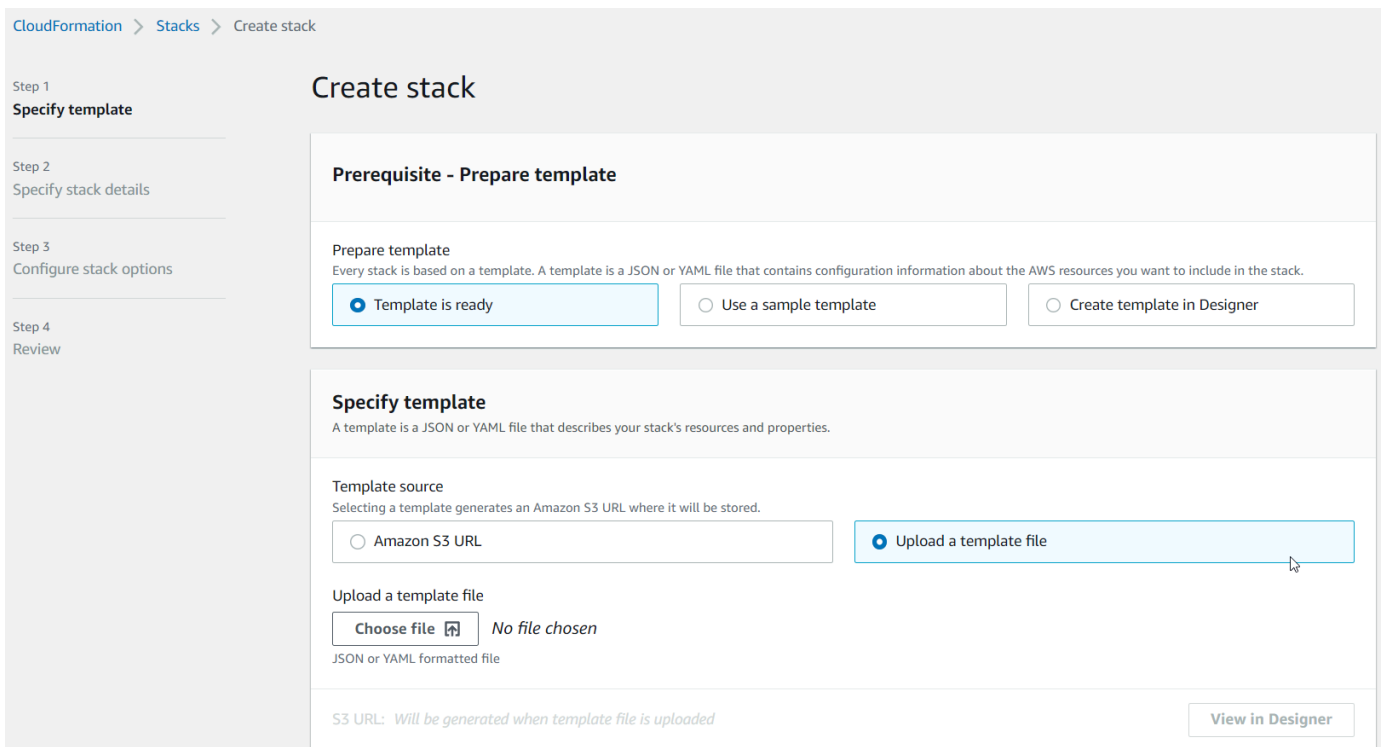 CloudFormation > Stacks > Create stack
Step 1
Specify template
Step 2
Specify stack details
Step 3
Configure stack options
Step 4
Review
Create stack
Prerequisite - Prepare template
Prepare template
Every stack is based on a template. A template is a JSON or YAML file that contains configuration information about the AWS resources you want to include in the stack.
Template is ready
Use a sample template
Create template in Designer
Specify template
A template is a JSON or YAML file that describes your stack's resources and properties.
Template source
Selecting a template generates an Amazon S3 URL where it will be stored.
Amazon S3 URL
Upload a template file
Upload a template file
Choose file No file chosen
JSON or YAML formatted file
S3 URL: Will be generated when template file is uploaded
View in Designer